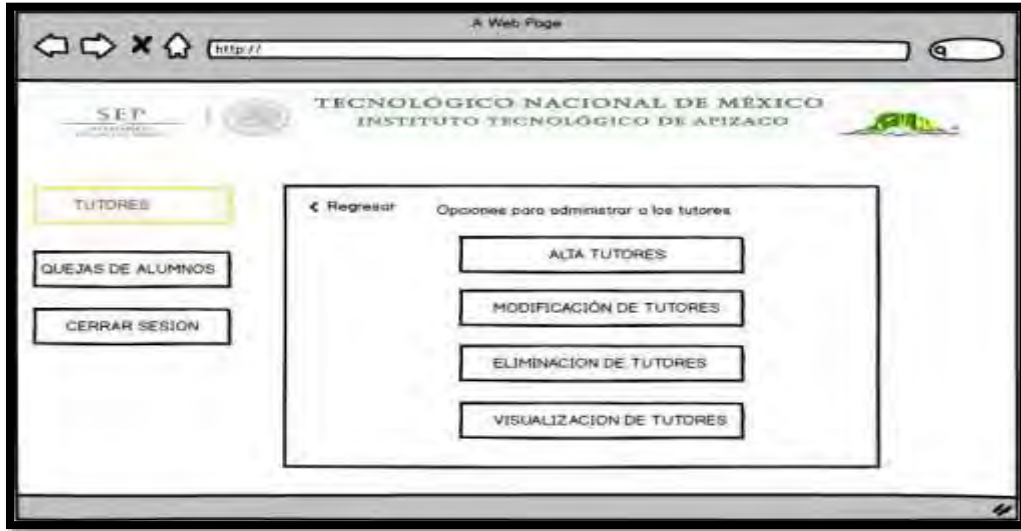 A Web Page
http://
SEP
TECNOLÓGICO NACIONAL DE MÉXICO
INSTITUTO TECNOLÓGICO DE APIZACO
TUTORES
QUEJAS DE ALUMNOS
CERRAR SESION
Regresar
Opciones para administrar a los tutores
ALTA TUTORES
MODIFICACIÓN DE TUTORES
ELIMINACION DE TUTORES
VISUALIZACION DE TUTORES